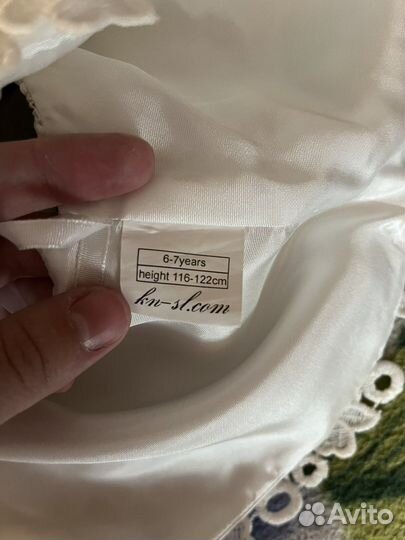 6-7years
height 116-122cm
kn-sl.com
Avito